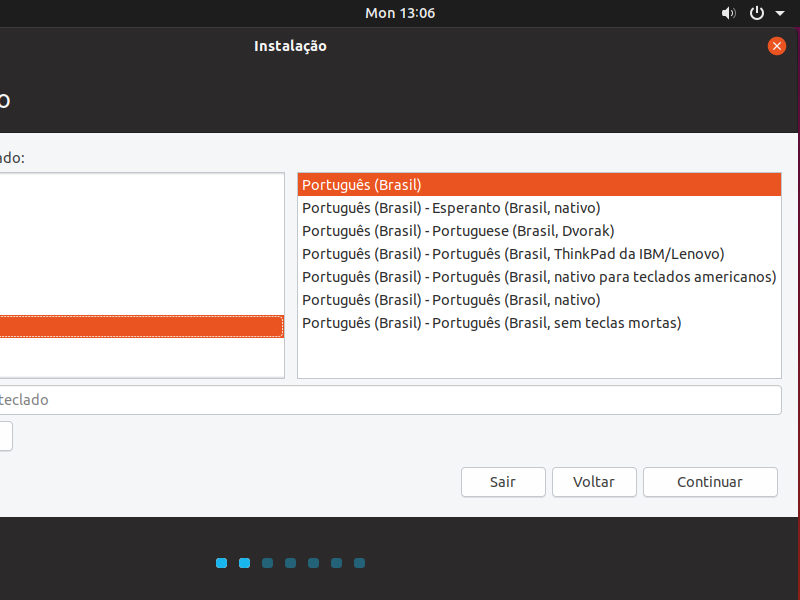 Mon 13:06
Instalação
o
ado:
Português (Brasil)
Português (Brasil) - Esperanto (Brasil, nativo)
Português (Brasil) - Portuguese (Brasil, Dvorak)
Português (Brasil) - Português (Brasil, ThinkPad da IBM/Lenovo)
Português (Brasil) - Português (Brasil, nativo para teclados americanos)
Português (Brasil) - Português (Brasil, nativo)
Português (Brasil) - Português (Brasil, sem teclas mortas)
teclado
Sair
Voltar
Continuar